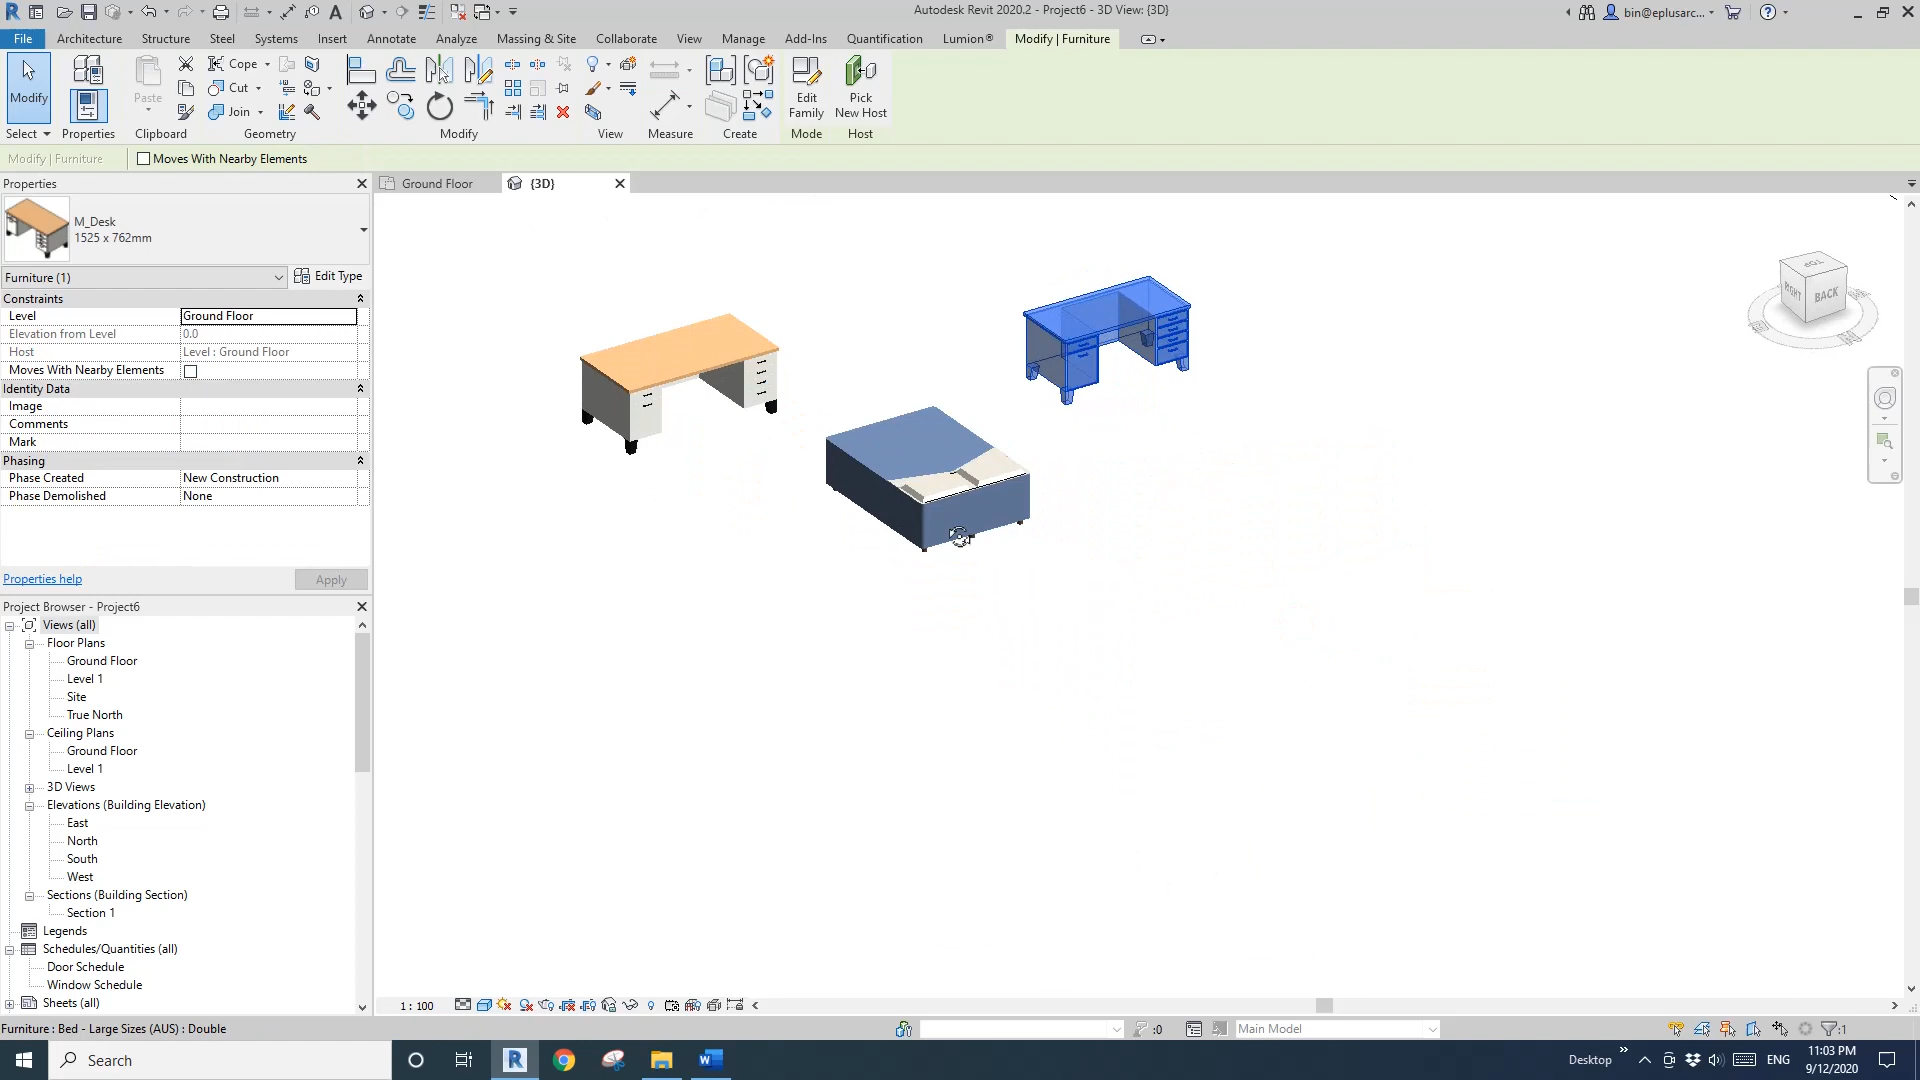 Autodesk Revit 2020.2 - Project6 - 3D View: {3D}
bin@eplusarc...
File Architecture Structure Steel Systems Insert Annotate Analyze Massing & Site Collaborate View Manage Add-Ins Quantification Lumion® Modify | Furniture
Modify
Paste
Cope
Cut
Join
Edit Family
Pick New Host
Select Properties Clipboard Geometry Modify View Measure Create Mode Host
Modify | Furniture Moves With Nearby Elements
Properties
Ground Floor {3D}
M_Desk
1525 x 762mm
Furniture (1) Edit Type
Constraints
Level Ground Floor
Elevation from Level 0.0
Host Level : Ground Floor
Moves With Nearby Elements
Identity Data
Image
Comments
Mark
Phasing
Phase Created New Construction
Phase Demolished None
Properties help Apply
TOP
RIGHT BACK
Project Browser - Project6
Views (all)
Floor Plans
Ground Floor
Level 1
Site
True North
Ceiling Plans
Ground Floor
Level 1
3D Views
Elevations (Building Elevation)
East
North
South
West
Sections (Building Section)
Section 1
Legends
Schedules/Quantities (all)
Door Schedule
Window Schedule
Sheets (all)
1 : 100
Furniture : Bed - Large Sizes (AUS) : Double
:0
Main Model
:1
Search
Desktop
ENG
11:03 PM
9/12/2020